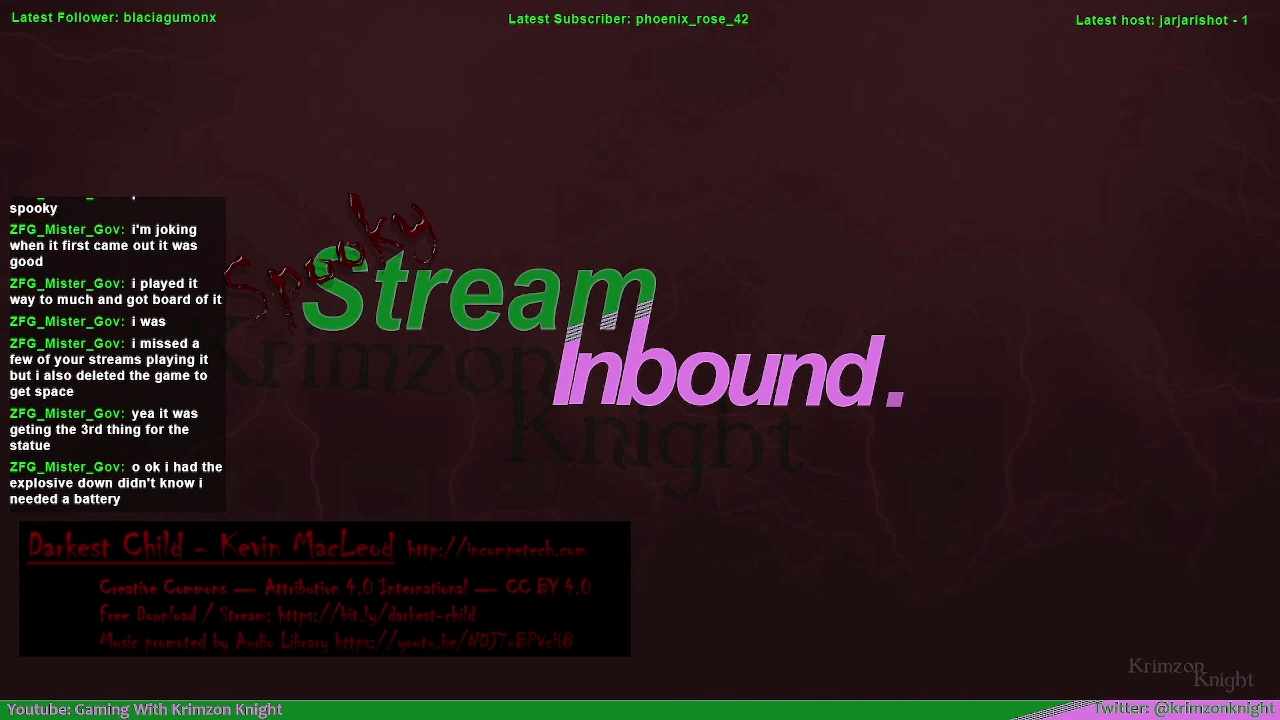 Latest Follower: blaciagumonx
Latest Subscriber: phoenix_rose_42
Latest host: jarjarlshot - 1
spooky
ZFG_Mister_Gov: i'm joking
when it first came out it was
good
ZFG_Mister_Gov: i played it
way to much and got board of it
ZFG_Mister_Gov: i was
ZFG_Mister_Gov: i missed a
few of your streams playing it
but i also deleted the game to
get space
ZFG_Mister_Gov: yea it was
geting the 3rd thing for the
statue
ZFG_Mister_Gov: o ok i had the
explosive down didn't know i
needed a battery
Spooky
Stream
Inbound.
Krimzon
Knight
Darkest Child - Kevin MacLeod http://incompetech.com
Creative Commons — Attribution 4.0 International — CC BY 4.0
Free Download / Stream: https://bit.ly/darkest-child
Music promoted by Audio Library
Krimzon
Knight
Youtube: Gaming With Krimzon Knight
Twitter: @krimzonknight